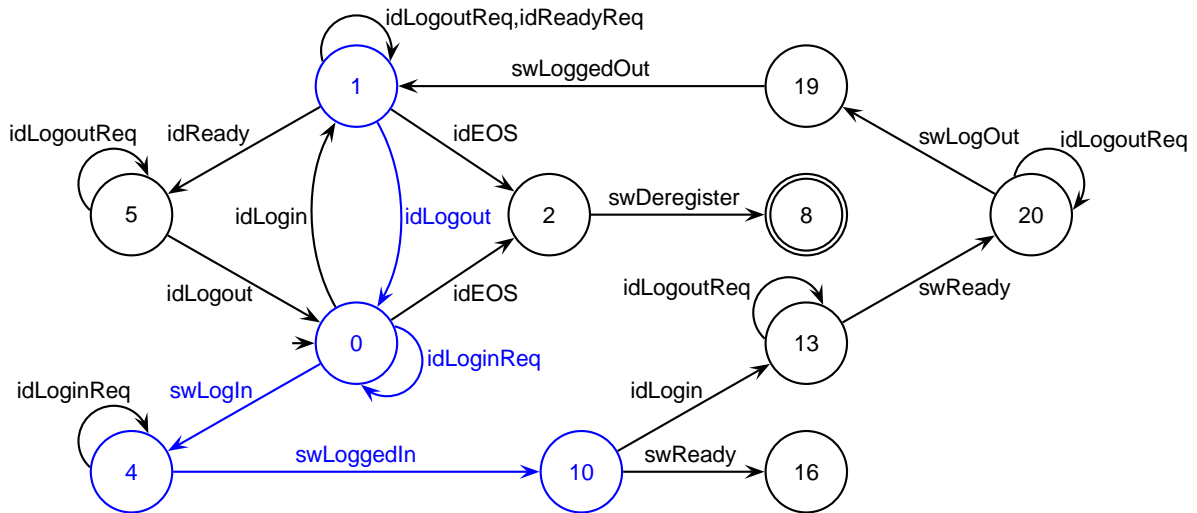 idLogoutReq,idReadyReq
1
swLoggedOut
19
idLogoutReq
idReady
idEOS
swLogOut
idLogoutReq
5
idLogin
idLogout
2
swDeregister
8
20
idLogout
idEOS
idLogoutReq
swReady
0
idLoginReq
13
idLoginReq
swLogIn
idLogin
4
swLoggedIn
10
swReady
16